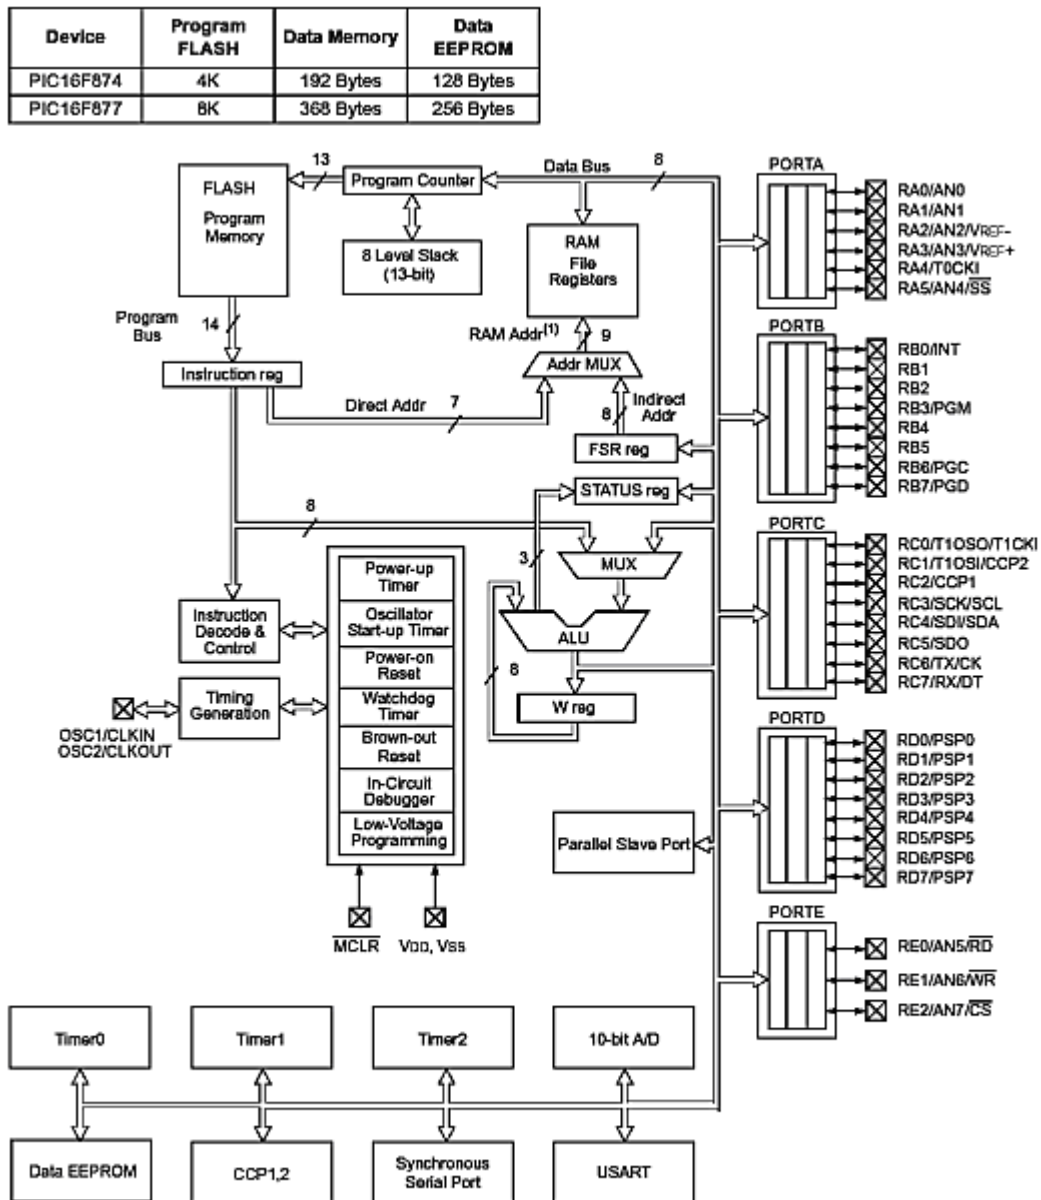 Device Program FLASH Data Memory Data EEPROM
PIC16F874 4K 192 Bytes 128 Bytes
PIC16F877 8K 368 Bytes 256 Bytes
13
Data Bus
8
PORTA
FLASH
Program
Memory
Program Counter
8 Level Stack
(13-bit)
RAM
File
Registers
RA0/AN0
RA1/AN1
RA2/AN2/VREF-
RA3/AN3/VREF+
RA4/T0CKI
RA5/AN4/S̅S̅
Program
Bus
14
RAM Addr(1)
9
PORTB
Instruction reg
Addr MUX
Direct Addr
7
8
Indirect
Addr
FSR reg
STATUS reg
RB0/INT
RB1
RB2
RB3/PGM
RB4
RB5
RB6/PGC
RB7/PGD
8
3
MUX
PORTC
RC0/T1OSO/T1CKI
RC1/T1OSI/CCP2
RC2/CCP1
RC3/SCK/SCL
RC4/SDI/SDA
RC5/SDO
RC6/TX/CK
RC7/RX/DT
Instruction
Decode &
Control
Timing
Generation
OSC1/CLKIN
OSC2/CLKOUT
Power-up
Timer
Oscillator
Start-up Timer
Power-on
Reset
Watchdog
Timer
Brown-out
Reset
In-Circuit
Debugger
Low-Voltage
Programming
ALU
8
W reg
PORTD
RD0/PSP0
RD1/PSP1
RD2/PSP2
RD3/PSP3
RD4/PSP4
RD5/PSP5
RD6/PSP6
RD7/PSP7
Parallel Slave Port
M̅C̅L̅R̅ VDD, VSS
PORTE
RE0/AN5/R̅D̅
RE1/AN6/W̅R̅
RE2/AN7/C̅S̅
Timer0 Timer1 Timer2 10-bit A/D
Data EEPROM CCP1,2 Synchronous
Serial Port USART